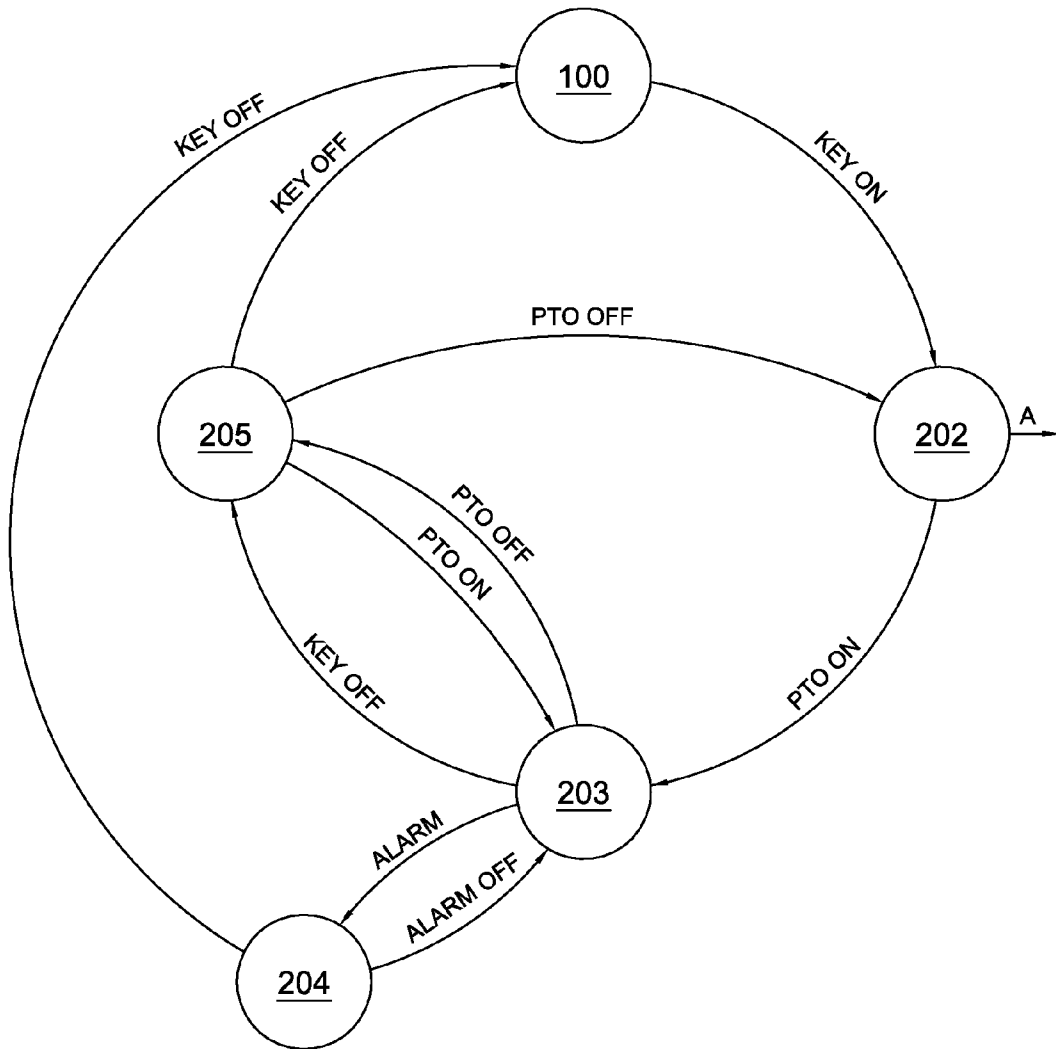 100
KEY OFF
KEY OFF
KEY ON
PTO OFF
205
202
A
PTO OFF
PTO ON
KEY OFF
PTO ON
203
ALARM
ALARM OFF
204